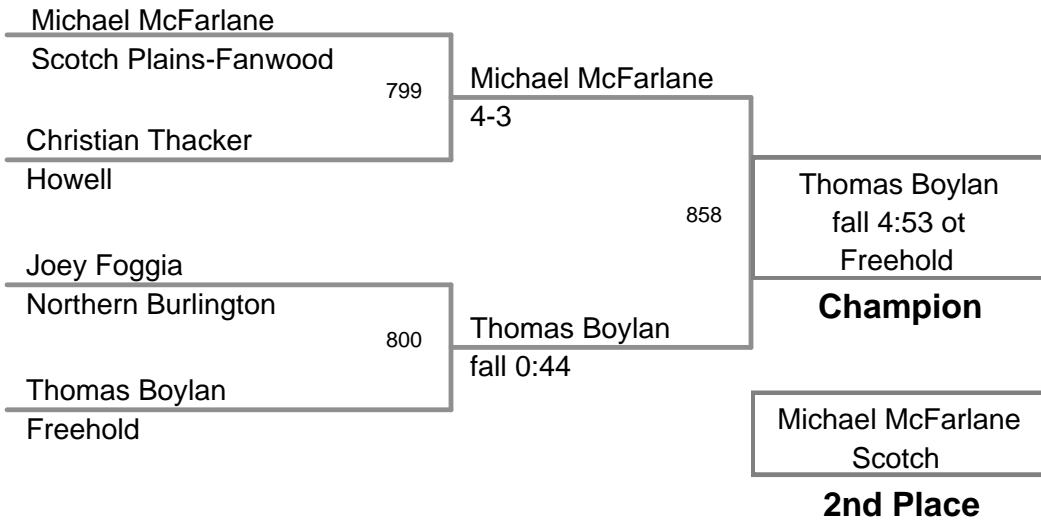 Michael McFarlane
Scotch Plains-Fanwood
799
Christian Thacker
Howell
Michael McFarlane
4-3
Joey Foggia
Northern Burlington
800
Thomas Boylan
Freehold
Thomas Boylan
fall 0:44
858
Thomas Boylan
fall 4:53 ot
Freehold
Champion
Michael McFarlane
Scotch
2nd Place